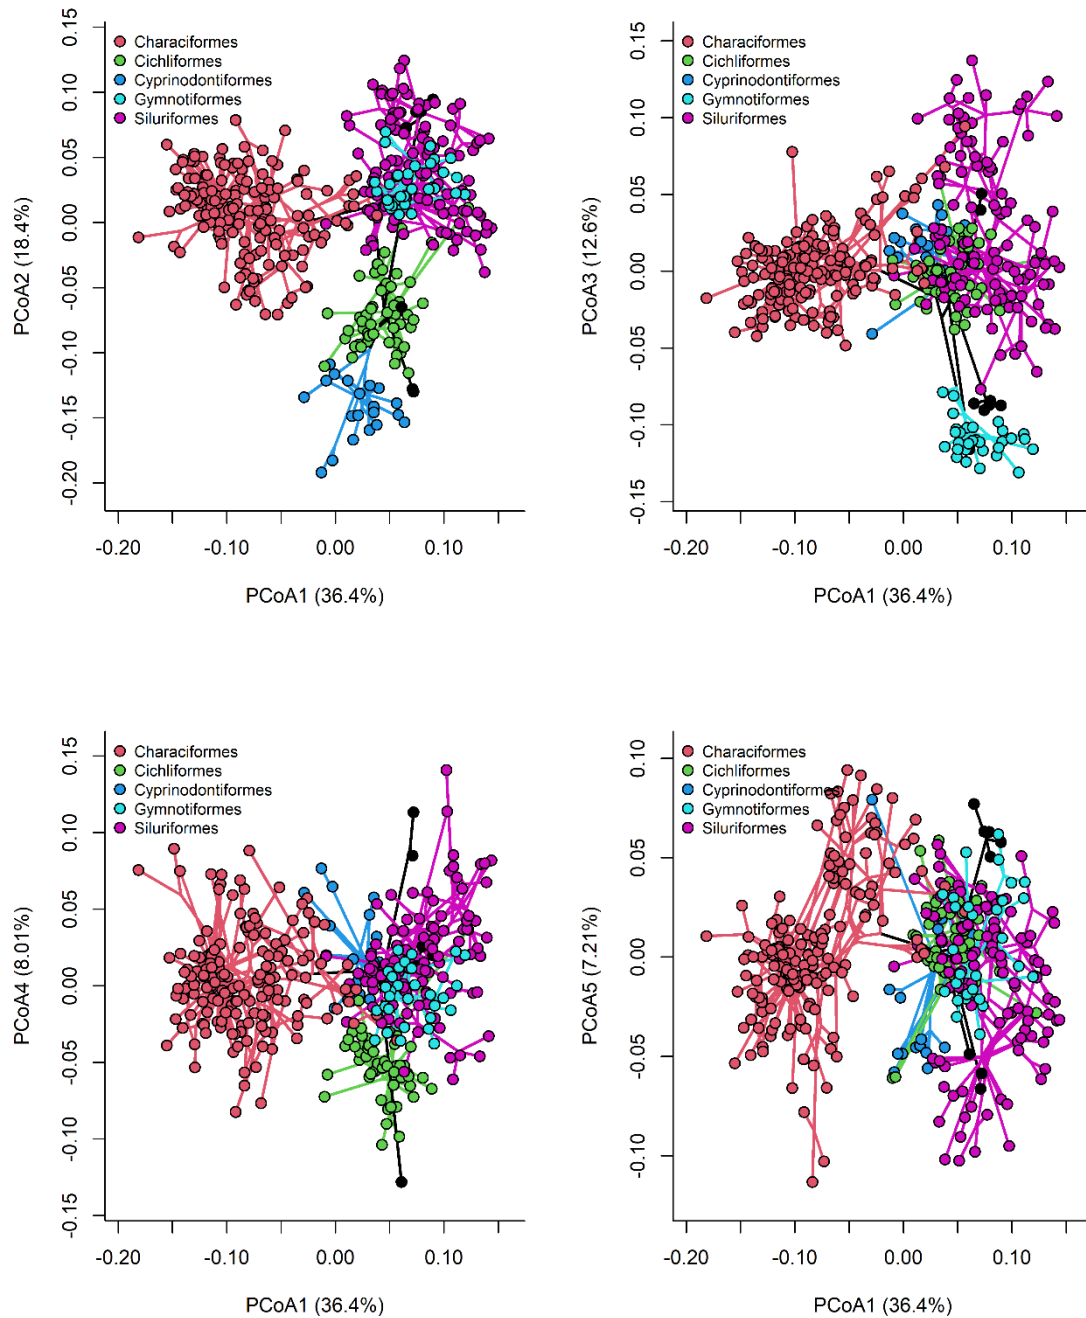 Characiformes
Cichliformes
Cyprinodontiformes
Gymnotiformes
Siluriformes
PCoA2 (18.4%)
0.15
0.10
0.05
0.00
-0.05
-0.10
-0.15
-0.20
-0.20
-0.10
0.00
0.10
PCoA1 (36.4%)
Characiformes
Cichliformes
Cyprinodontiformes
Gymnotiformes
Siluriformes
PCoA3 (12.6%)
0.15
0.10
0.05
0.00
-0.05
-0.10
-0.15
-0.20
-0.10
0.00
0.10
PCoA1 (36.4%)
Characiformes
Cichliformes
Cyprinodontiformes
Gymnotiformes
Siluriformes
PCoA4 (8.01%)
0.15
0.10
0.05
0.00
-0.05
-0.10
-0.15
-0.20
-0.10
0.00
0.10
PCoA1 (36.4%)
Characiformes
Cichliformes
Cyprinodontiformes
Gymnotiformes
Siluriformes
PCoA5 (7.21%)
0.10
0.05
0.00
-0.05
-0.10
-0.20
-0.10
0.00
0.10
PCoA1 (36.4%)